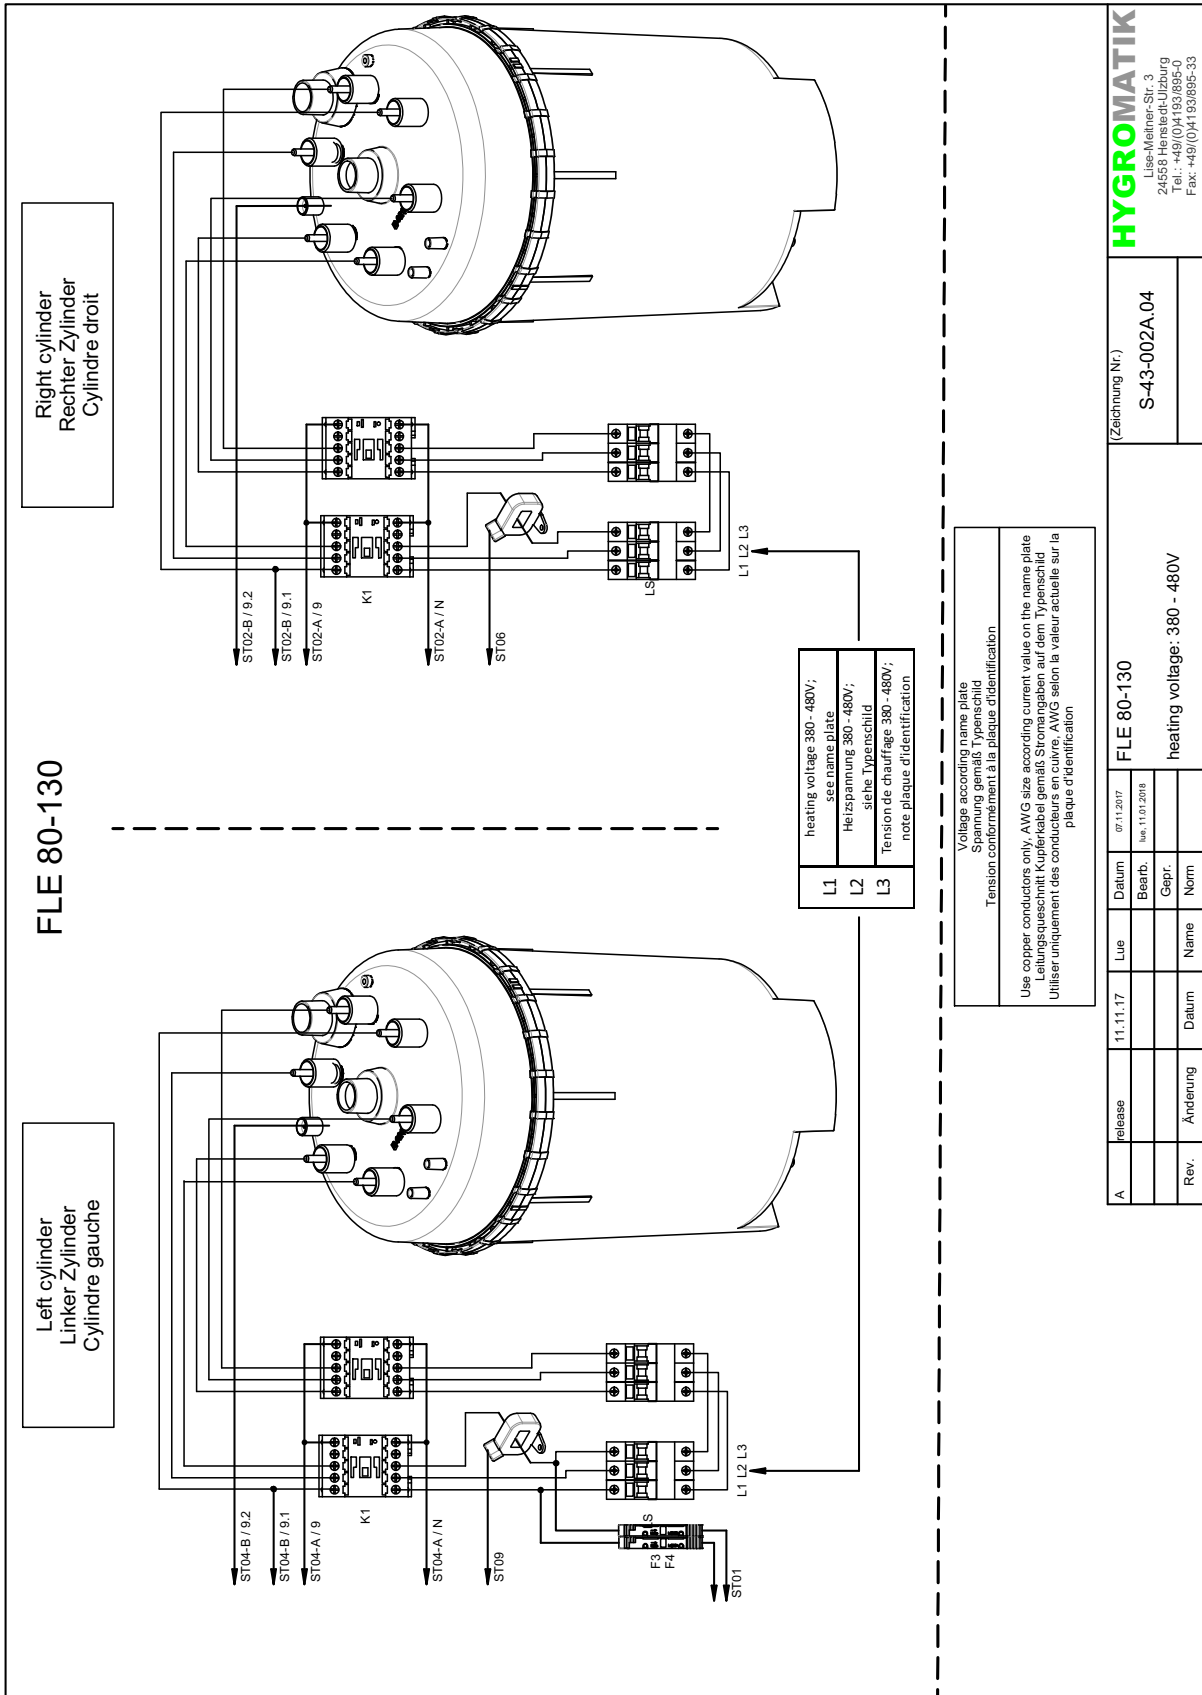 FLE 80-130
Left cylinder
Linker Zylinder
Cylindre gauche
Right cylinder
Rechter Zylinder
Cylindre droit
ST04-B / 9.2
ST04-B / 9.1
ST04-A / 9
K1
ST04-A / N
ST09
LS
F3
F4
ST01
L1 L2 L3
ST02-B / 9.2
ST02-B / 9.1
ST02-A / 9
K1
ST02-A / N
ST06
LS
L1 L2 L3
L1
heating voltage 380 - 480V;
see name plate
L2
Heizspannung 380 - 480V;
siehe Typenschild
L3
Tension de chauffage 380 - 480V;
note plaque d'identification
Voltage according name plate
Spannung gemäß Typenschild
Tension conformément à la plaque d'identification
Use copper conductors only, AWG size according current value on the name plate
Leitungsqueschnitt Kupferkabel gemäß Stromangaben auf dem Typenschild
Utiliser uniquement des conducteurs en cuivre, AWG selon la valeur actuelle sur la
plaque d'identification
A release 11.11.17 Lue
Rev. Änderung Datum Name
Datum 07.11.2017
Bearb. lue, 11.01.2018
Gepr.
Norm
FLE 80-130
heating voltage: 380 - 480V
(Zeichnung Nr.)
S-43-002A.04
HYGROMATIK
Lise-Meitner-Str. 3
24558 Henstedt-Ulzburg
Tel.: +49/(0)4193/895-0
Fax: +49/(0)4193/895-33